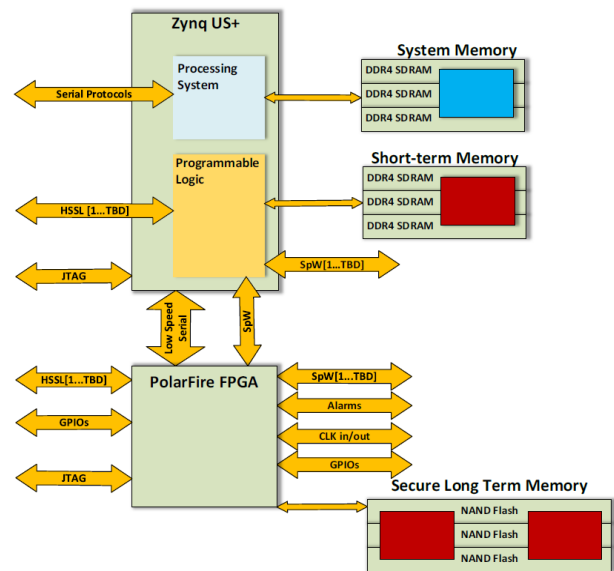 Zynq US+
System Memory
Processing
System
DDR4 SDRAM
DDR4 SDRAM
DDR4 SDRAM
Serial Protocols
Short-term Memory
Programmable
Logic
DDR4 SDRAM
DDR4 SDRAM
DDR4 SDRAM
HSSL [1...TBD]
SpW[1...TBD]
JTAG
Low Speed
Serial
SpW
PolarFire FPGA
HSSL[1...TBD]
SpW[1...TBD]
Alarms
GPIOs
CLK in/out
GPIOs
JTAG
Secure Long Term Memory
NAND Flash
NAND Flash
NAND Flash